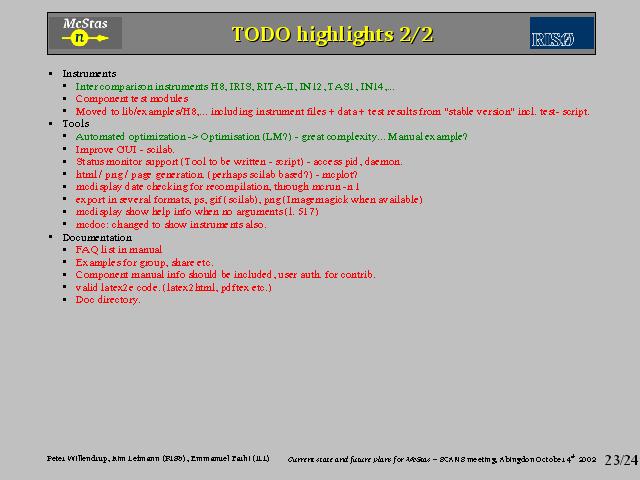 McStas
n
TODO highlights 2/2
RISØ
Instruments
Intercomparison instruments H8, IRIS, RITA-II, IN12, TAS1, IN14,...
Component test modules
Moved to lib/examples/H8,... including instrument files + data + test results from "stable version" incl. test- script.
Tools
Automated optimization -> Optimisation (LM?) - great complexity... Manual example?
Improve GUI - scilab.
Status monitor support (Tool to be written - script) - access pid, daemon.
html / png / page generation. (perhaps scilab based?) - mcplot?
mcdisplay date checking for recompilation, through mcrun -n 1
export in several formats, ps, gif (scilab), png (Imagemagick when available)
mcdisplay show help info when no arguments (l. 517)
mcdoc: changed to show instruments also.
Documentation
FAQ list in manual
Examples for group, share etc.
Component manual info should be included, user auth. for contrib.
valid latex2e code. (latex2html, pdftex etc.)
Doc directory.
Peter Willendrup, Kim Lefmann (RISØ), Emmanuel Farhi (ILL)
Current state and future plans for McStas – SCANS meeting, Abingdon October 4th 2002
23/24